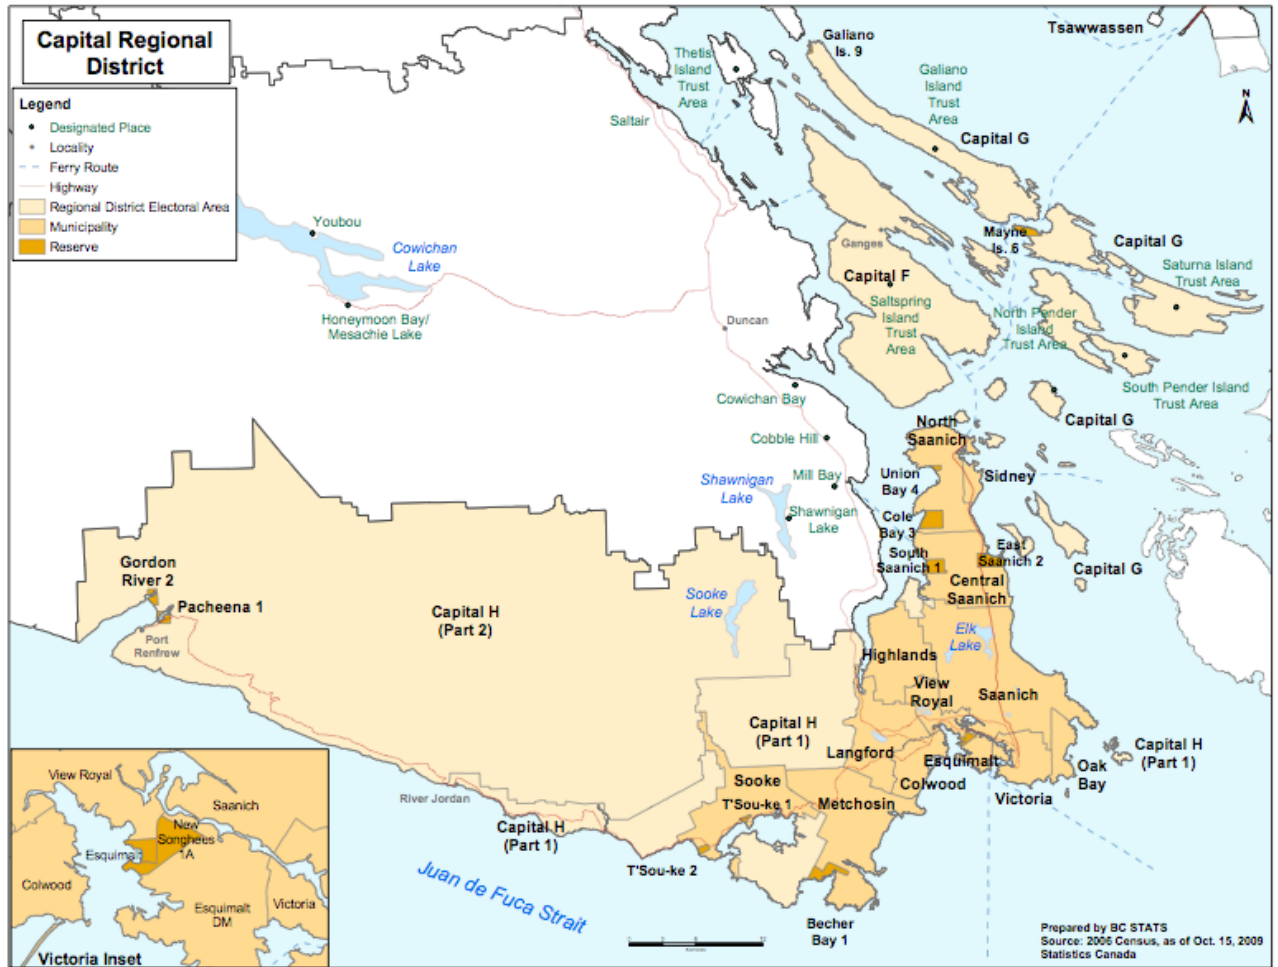 Capital Regional
District
Legend
Designated Place
Locality
Ferry Route
Highway
Regional District Electoral Area
Municipality
Reserve
Tsawwassen
Galiano
Is. 9
Thetis
Island
Trust
Area
Galiano
Island
Trust
Area
N
Saltair
Capital G
Youbou
Cowichan
Lake
Ganges
Mayne
Is. 6
Capital G
Saturna Island
Trust Area
Capital F
Saltspring
Island
Trust
Area
North Pender
Island
Trust Area
Honeymoon Bay/
Mesachie Lake
Duncan
South Pender Island
Trust Area
Cowichan Bay
Capital G
North
Saanich
Cobble Hill
Mill Bay
Union
Bay 4
Sidney
Shawnigan
Lake
Shawnigan
Lake
Cole
Bay 3
East
Saanich 2
South
Saanich 1
Capital G
Central
Saanich
Gordon
River 2
Pacheena 1
Port
Renfrew
Capital H
(Part 2)
Sooke
Lake
Elk
Lake
Highlands
View
Royal
Saanich
Capital H
(Part 1)
Langford
Esquimalt
Oak
Bay
Capital H
(Part 1)
Sooke
Colwood
Victoria
T'Sou-ke 1
Metchosin
River Jordan
Capital H
(Part 1)
T'Sou-ke 2
Juan de Fuca Strait
Becher
Bay 1
View Royal
Saanich
New
Songhees
1A
Esquimalt
Colwood
Esquimalt
DM
Victoria
Victoria Inset
Prepared by BC STATS
Source: 2006 Census, as of Oct. 15, 2009
Statistics Canada